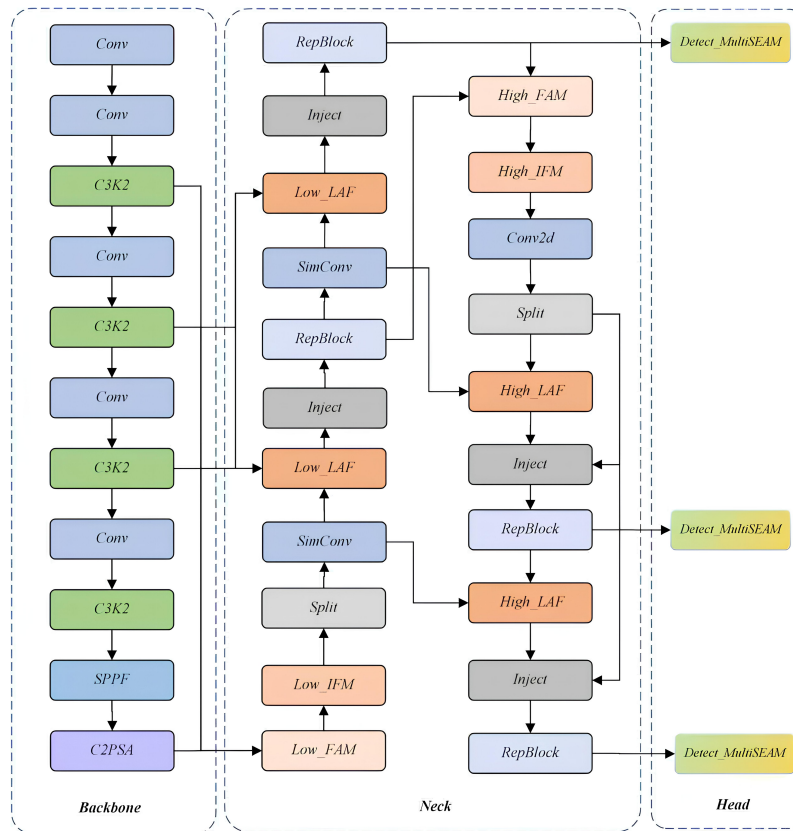 Conv
Conv
C3K2
Conv
C3K2
Conv
C3K2
Conv
C3K2
SPPF
C2PSA
Backbone
RepBlock
Inject
Low_LAF
SimConv
RepBlock
Inject
Low_LAF
SimConv
Split
Low_IFM
Low_FAM
High_FAM
High_IFM
Conv2d
Split
High_LAF
Inject
RepBlock
High_LAF
Inject
RepBlock
Neck
Detect_MultiSEAM
Detect_MultiSEAM
Detect_MultiSEAM
Head